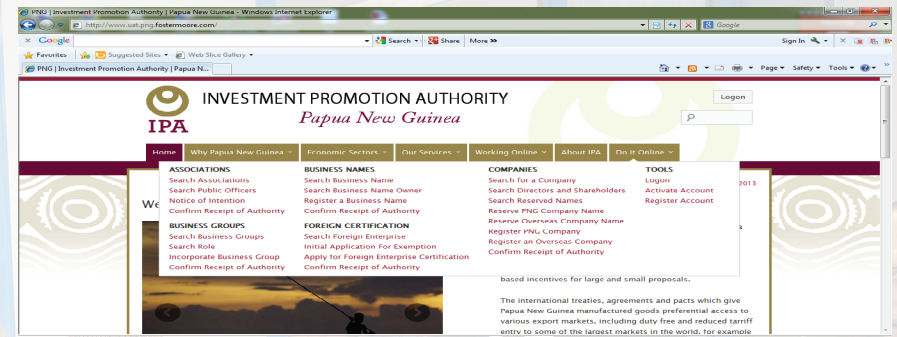 PNG | Investment Promotion Authority | Papua New Guinea - Windows Internet Explorer
http://www.uat.png.fostermoore.com/
Google
Google
Search
Share
More >>
Sign In
Favorites
Suggested Sites
Web Slice Gallery
PNG | Investment Promotion Authority | Papua N...
Page
Safety
Tools
IPA
INVESTMENT PROMOTION AUTHORITY
Papua New Guinea
Logon
Home
Why Papua New Guinea
Economic Sectors
Our Services
Working Online
About IPA
Do It Online
ASSOCIATIONS
Search Associations
Search Public Officers
Notice of Intention
Confirm Receipt of Authority
BUSINESS GROUPS
Search Business Groups
Search Role
Incorporate Business Group
Confirm Receipt of Authority
BUSINESS NAMES
Search Business Name
Search Business Name Owner
Register a Business Name
Confirm Receipt of Authority
FOREIGN CERTIFICATION
Search Foreign Enterprise
Initial Application For Exemption
Apply for Foreign Enterprise Certification
Confirm Receipt of Authority
COMPANIES
Search for a Company
Search Directors and Shareholders
Search Reserved Names
Reserve PNG Company Name
Reserve Overseas Company Name
Register PNG Company
Register an Overseas Company
Confirm Receipt of Authority
TOOLS
Logon
Activate Account
Register Account
2013
We
a
based incentives for large and small proposals.
The international treaties, agreements and pacts which give
Papua New Guinea manufactured goods preferential access to
various export markets, including duty free and reduced tarriff
entry to some of the largest markets in the world, for example